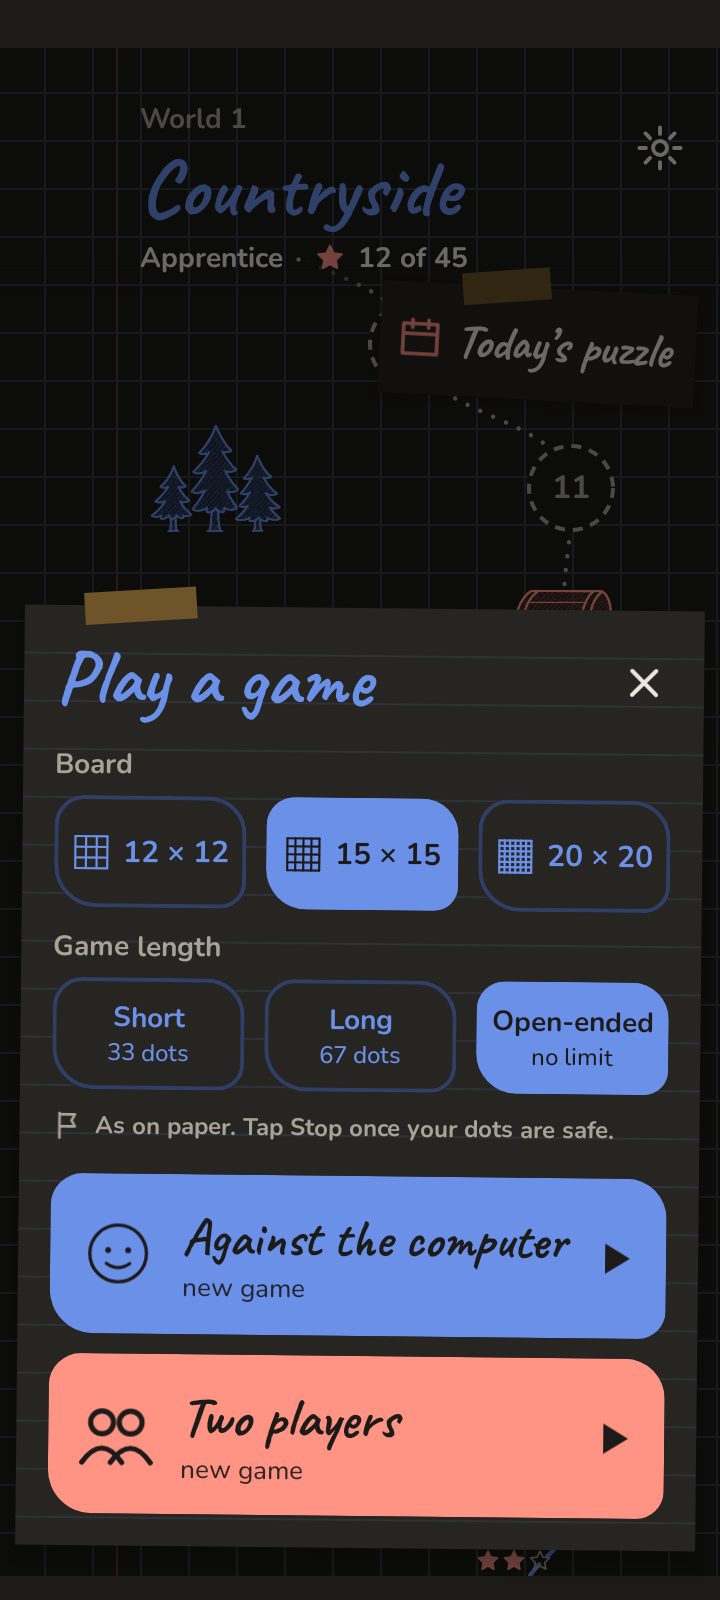 World 1
Countryside
Apprentice · 12 of 45
Today's puzzle
11
Play a game
Board
12 × 12
15 × 15
20 × 20
Game length
Short
33 dots
Long
67 dots
Open-ended
no limit
As on paper. Tap Stop once your dots are safe.
Against the computer
new game
Two players
new game